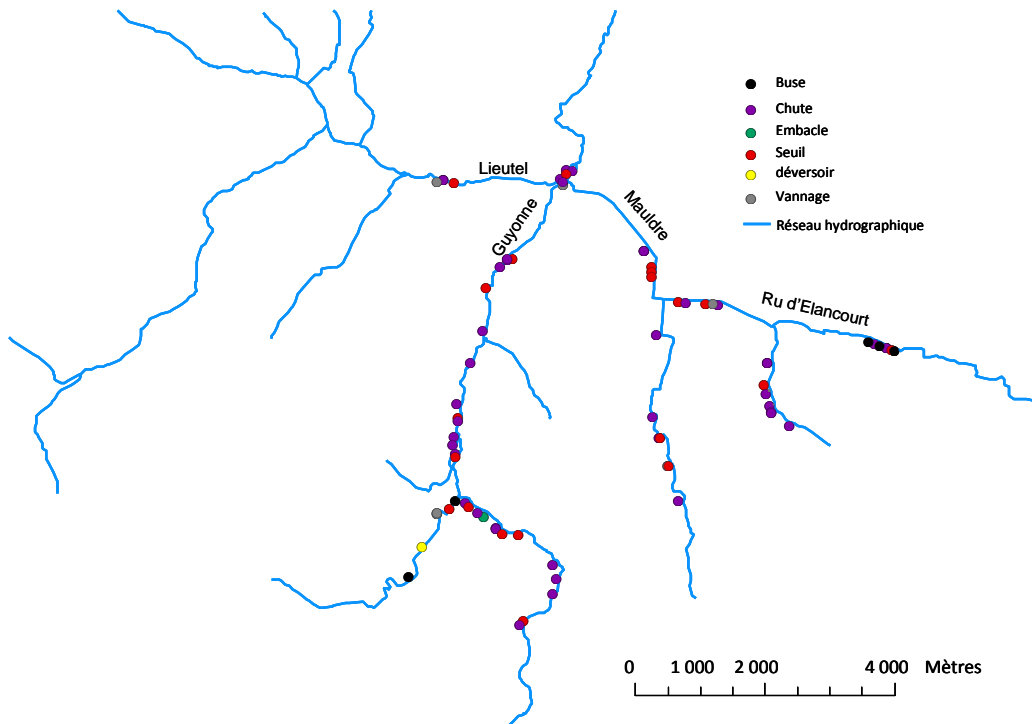 Buse
Chute
Embacle
Seuil
déversoir
Vannage
Réseau hydrographique
Lieutel
Guyonne
Mauldre
Ru d'Elancourt
0 1 000 2 000 4 000 Mètres